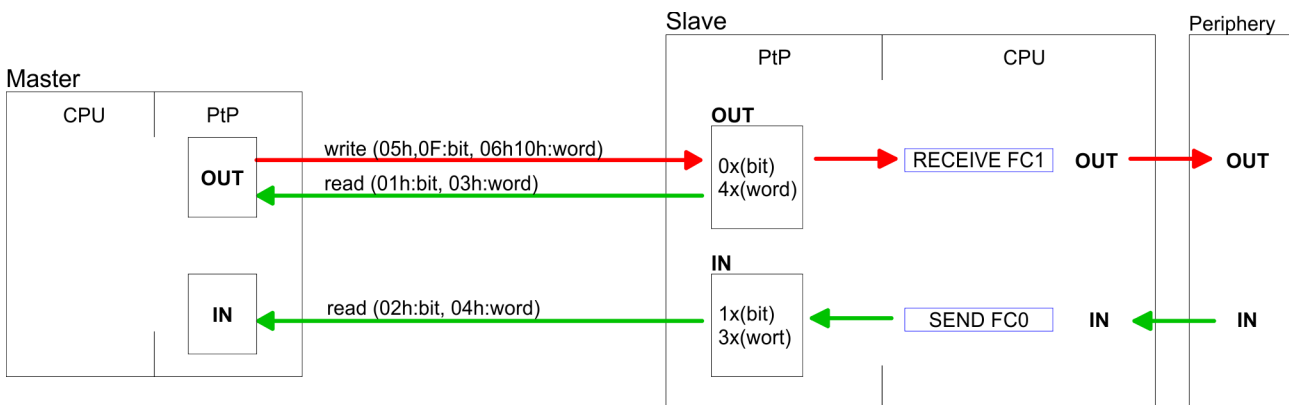 Slave
Periphery
PtP
CPU
Master
CPU
PtP
OUT
write (05h,0F:bit, 06h10h:word)
0x(bit)
RECEIVE FC1
OUT
OUT
OUT
read (01h:bit, 03h:word)
4x(word)
IN
read (02h:bit, 04h:word)
IN
1x(bit)
3x(wort)
SEND FC0
IN
IN